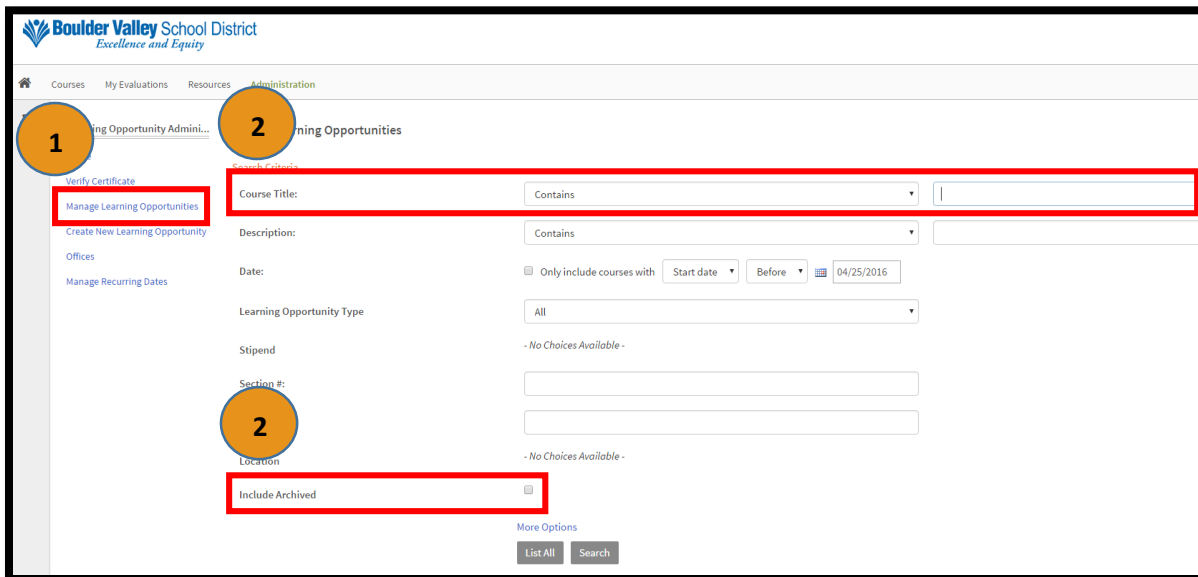 Boulder Valley School District
Excellence and Equity
Courses My Evaluations Resources Administration
1 ing Opportunity Admini... 2 rning Opportunities
Search Criteria
Verify Certificate
Manage Learning Opportunities
Create New Learning Opportunity
Offices
Manage Recurring Dates
Course Title: Contains
Description: Contains
Date: Only include courses with Start date Before 04/25/2016
Learning Opportunity Type All
Stipend - No Choices Available -
Section #:
2
Location - No Choices Available -
Include Archived
More Options
List All Search